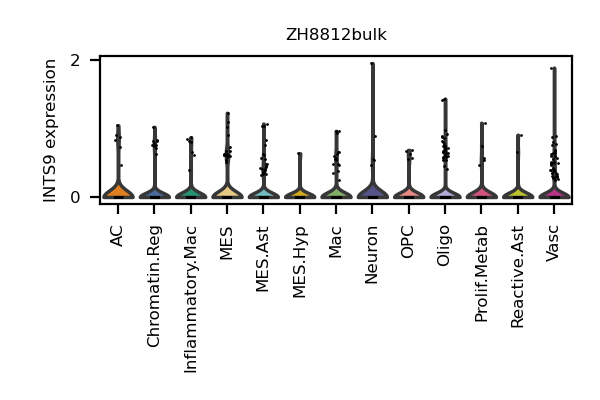 ZH8812bulk
INTS9 expression
2
0
AC
Chromatin.Reg
Inflammatory.Mac
MES
MES.Ast
MES.Hyp
Mac
Neuron
OPC
Oligo
Prolif.Metab
Reactive.Ast
Vasc